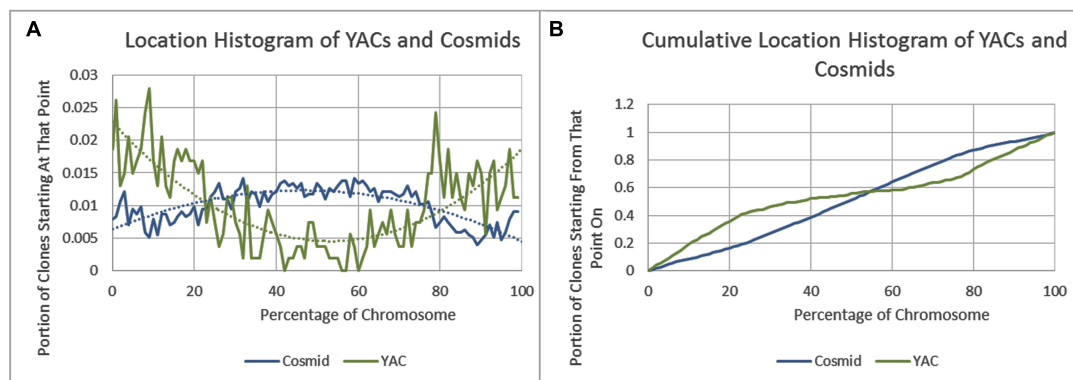 A
Location Histogram of YACs and Cosmids
Portion of Clones Starting At That Point
0.03
0.025
0.02
0.015
0.01
0.005
0
0 20 40 60 80 100
Percentage of Chromosome
Cosmid YAC
B
Cumulative Location Histogram of YACs and
Cosmids
Portion of Clones Starting From That
Point On
1.2
1
0.8
0.6
0.4
0.2
0
0 20 40 60 80 100
Percentage of Chromosome
Cosmid YAC